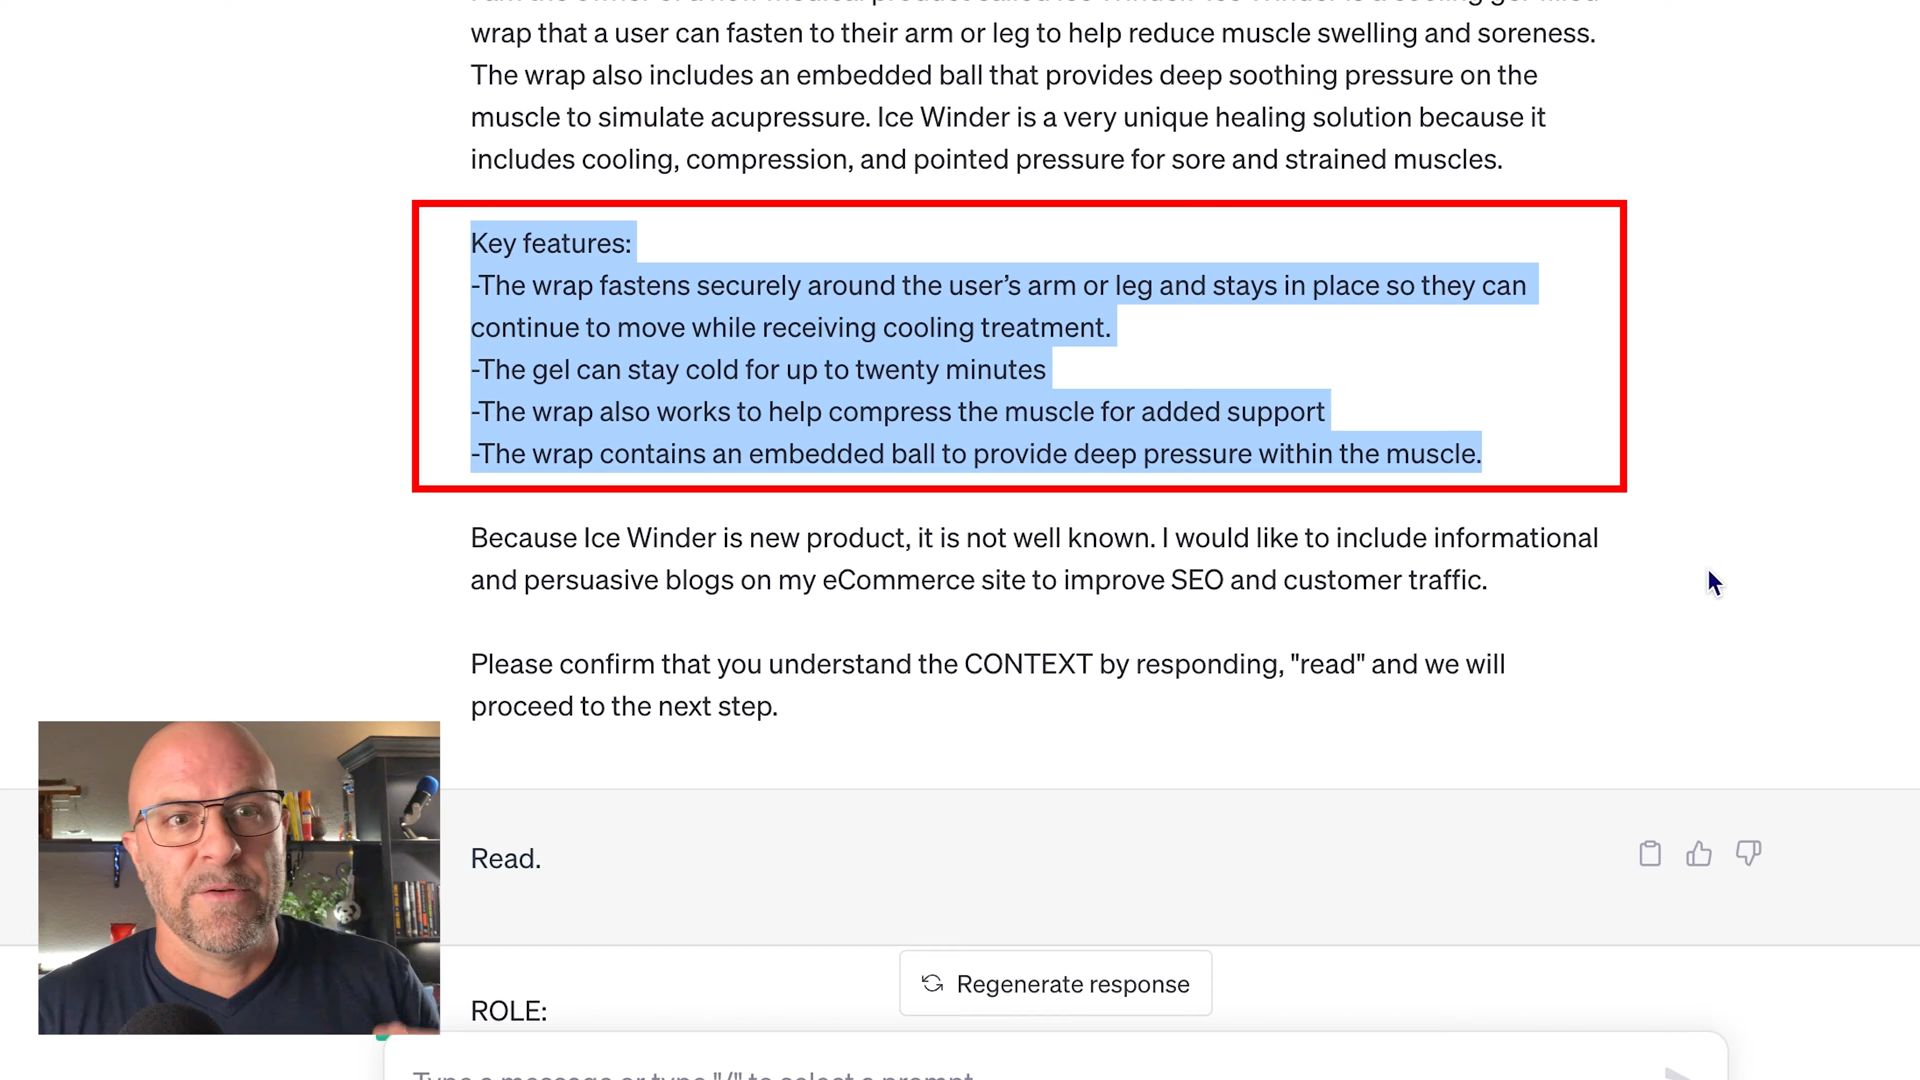 wrap that a user can fasten to their arm or leg to help reduce muscle swelling and soreness.
The wrap also includes an embedded ball that provides deep soothing pressure on the
muscle to simulate acupressure. Ice Winder is a very unique healing solution because it
includes cooling, compression, and pointed pressure for sore and strained muscles.
Key features:
-The wrap fastens securely around the user’s arm or leg and stays in place so they can
continue to move while receiving cooling treatment.
-The gel can stay cold for up to twenty minutes
-The wrap also works to help compress the muscle for added support
-The wrap contains an embedded ball to provide deep pressure within the muscle.
Because Ice Winder is new product, it is not well known. I would like to include informational
and persuasive blogs on my eCommerce site to improve SEO and customer traffic.
Please confirm that you understand the CONTEXT by responding, "read" and we will
proceed to the next step.
Read.
Regenerate response
ROLE:
Type a message or type "/" to select a prompt